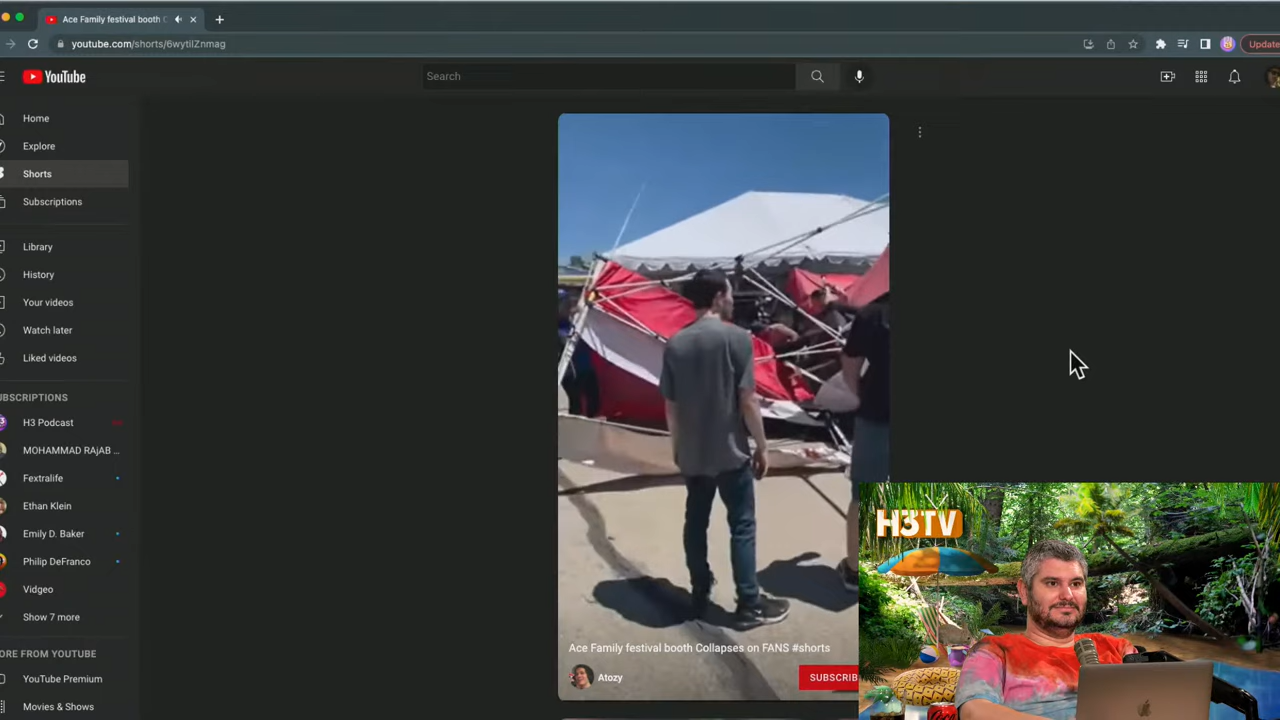 Ace Family festival booth C
youtube.com/shorts/6wytilZnmag
Update
YouTube
Search
Home
Explore
Shorts
Subscriptions
Library
History
Your videos
Watch later
Liked videos
UBSCRIPTIONS
H3 Podcast
MOHAMMAD RAjAB ...
Fextralife
Ethan Klein
Emily D. Baker
Philip DeFranco
Vidgeo
Show 7 more
ORE FROM YOUTUBE
YouTube Premium
Movies & Shows
Ace Family festival booth Collapses on FANS #shorts
Atozy
SUBSCRIB
H3TV